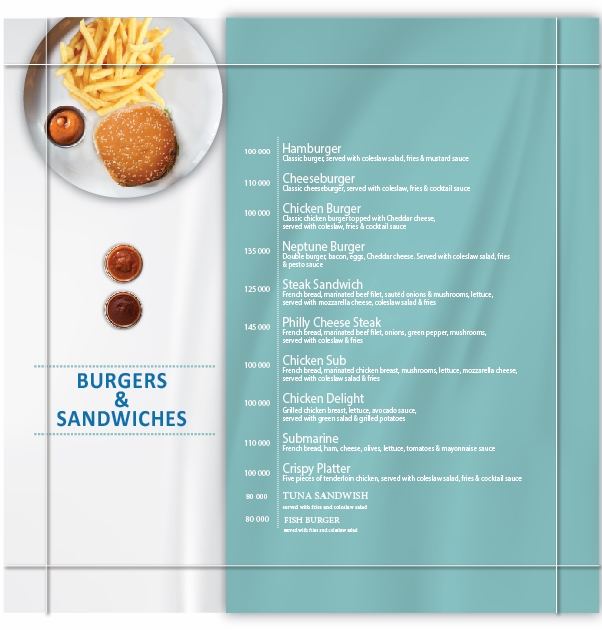 BURGERS
&
SANDWICHES
100 000 Hamburger
Classic burger, served with coleslaw salad, fries & mustard sauce
110 000 Cheeseburger
Classic cheeseburger, served with coleslaw, fries & cocktail sauce
100 000 Chicken Burger
Classic chicken burger topped with Cheddar cheese,
served with coleslaw, fries & cocktail sauce
135 000 Neptune Burger
Double burger, bacon, eggs, Cheddar cheese. Served with coleslaw salad, fries
& pesto sauce
125 000 Steak Sandwich
French bread, marinated beef filet, sautéd onions & mushrooms, lettuce,
served with mozzarella cheese, coleslaw salad & fries
145 000 Philly Cheese Steak
French bread, marinated beef filet, onions, green pepper, mushrooms,
served with coleslaw & fries
100 000 Chicken Sub
French bread, marinated chicken breast, mushrooms, lettuce, mozzarella cheese,
served with coleslaw salad & fries
100 000 Chicken Delight
Grilled chicken breast, lettuce, avocado sauce,
served with green salad & grilled potatoes
110 000 Submarine
French bread, ham, cheese, olives, lettuce, tomatoes & mayonnaise sauce
100 000 Crispy Platter
Five pieces of tenderloin chicken, served with coleslaw salad, fries & cocktail sauce
80 000 TUNA SANDWISH
served with fries and coleslaw salad
80 000 FISH BURGER
served with fries and coleslaw salad